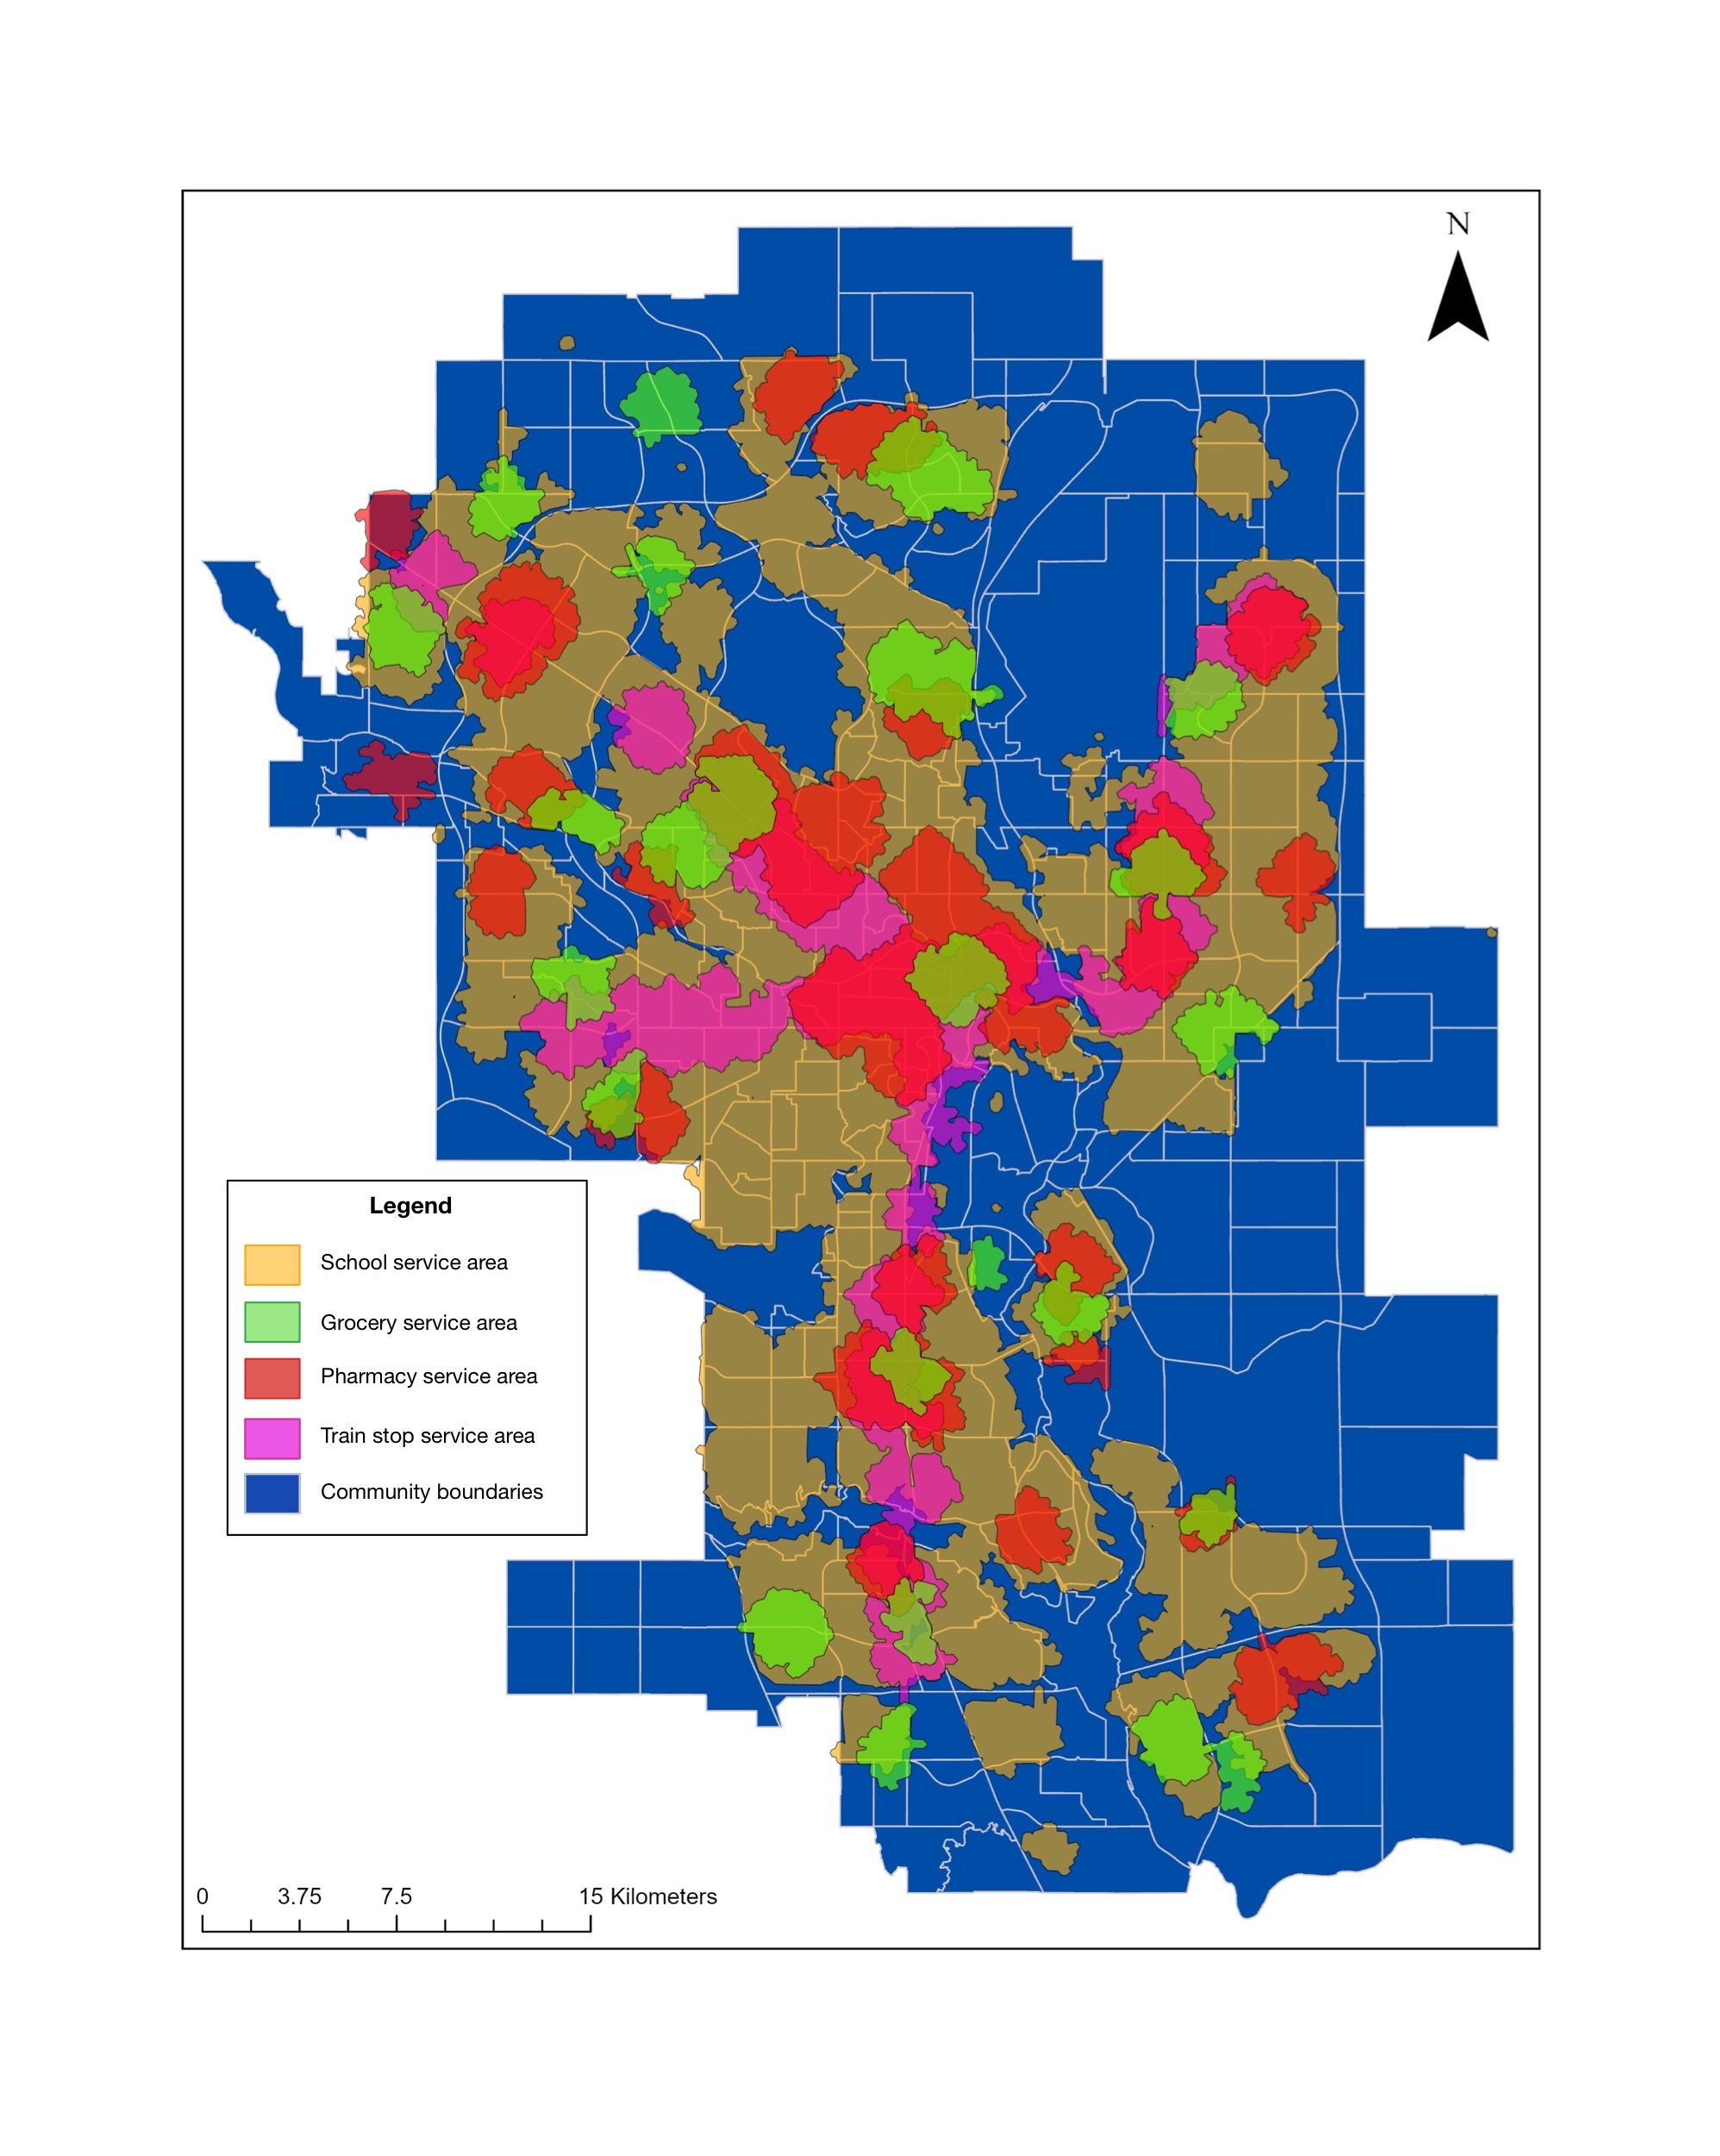 N
Legend
School service area
Grocery service area
Pharmacy service area
Train stop service area
Community boundaries
0 3.75 7.5 15 Kilometers